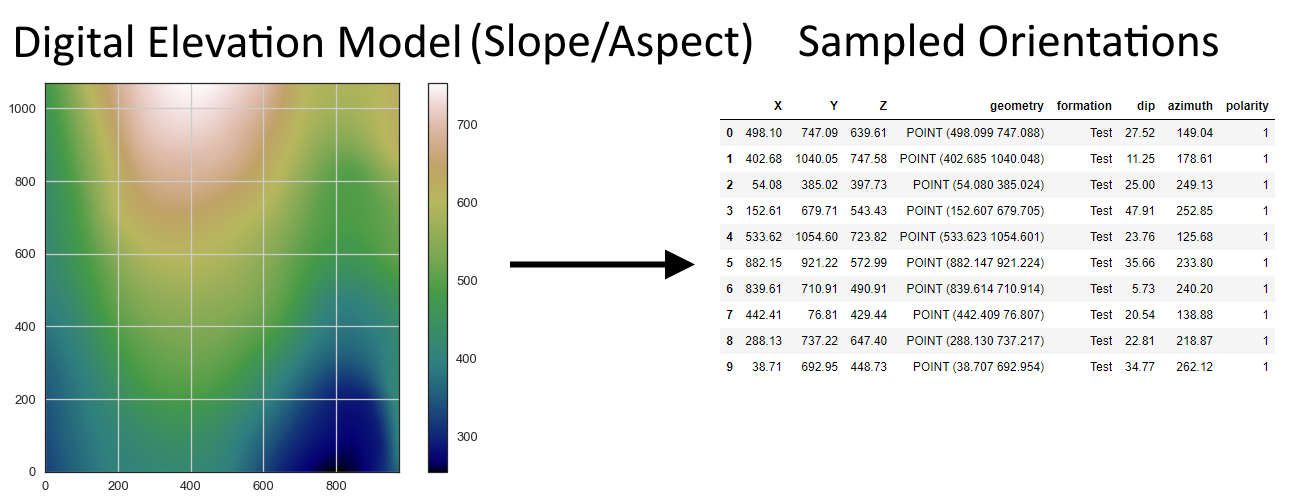 Digital Elevation Model (Slope/Aspect)
Sampled Orientations
1000
800
600
400
200
0
0 200 400 600 800
700
600
500
400
300
X Y Z geometry formation dip azimuth polarity
0 498.10 747.09 639.61 POINT (498.099 747.088) Test 27.52 149.04 1
1 402.68 1040.05 747.58 POINT (402.685 1040.048) Test 11.25 178.61 1
2 54.08 385.02 397.73 POINT (54.080 385.024) Test 25.00 249.13 1
3 152.61 679.71 543.43 POINT (152.607 679.705) Test 47.91 252.85 1
4 533.62 1054.60 723.82 POINT (533.623 1054.601) Test 23.76 125.68 1
5 882.15 921.22 572.99 POINT (882.147 921.224) Test 35.66 233.80 1
6 839.61 710.91 490.91 POINT (839.614 710.914) Test 5.73 240.20 1
7 442.41 76.81 429.44 POINT (442.409 76.807) Test 20.54 138.88 1
8 288.13 737.22 647.40 POINT (288.130 737.217) Test 22.81 218.87 1
9 38.71 692.95 448.73 POINT (38.707 692.954) Test 34.77 262.12 1